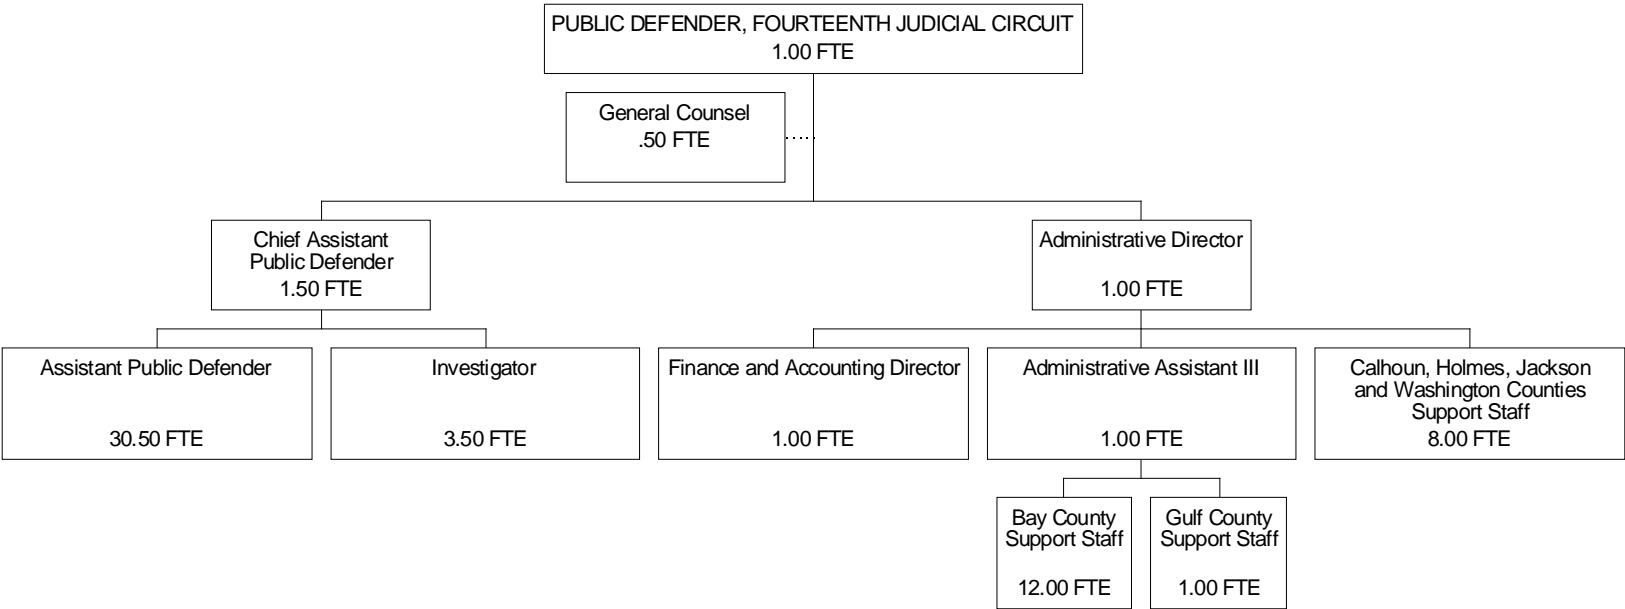 PUBLIC DEFENDER, FOURTEENTH JUDICIAL CIRCUIT
1.00 FTE
General Counsel
.50 FTE
Chief Assistant
Public Defender
1.50 FTE
Administrative Director
1.00 FTE
Assistant Public Defender
30.50 FTE
Investigator
3.50 FTE
Finance and Accounting Director
1.00 FTE
Administrative Assistant III
1.00 FTE
Calhoun, Holmes, Jackson
and Washington Counties
Support Staff
8.00 FTE
Bay County
Support Staff
12.00 FTE
Gulf County
Support Staff
1.00 FTE